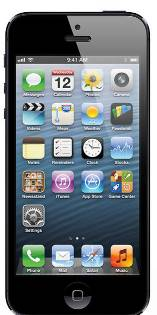 9:41 AM
Messages Calendar Photos Camera
Wednesday
12
Videos Maps Weather Passbook
Notes Reminders Clock Stocks
Newsstand iTunes App Store Game Center
Settings
Phone Mail Safari Music